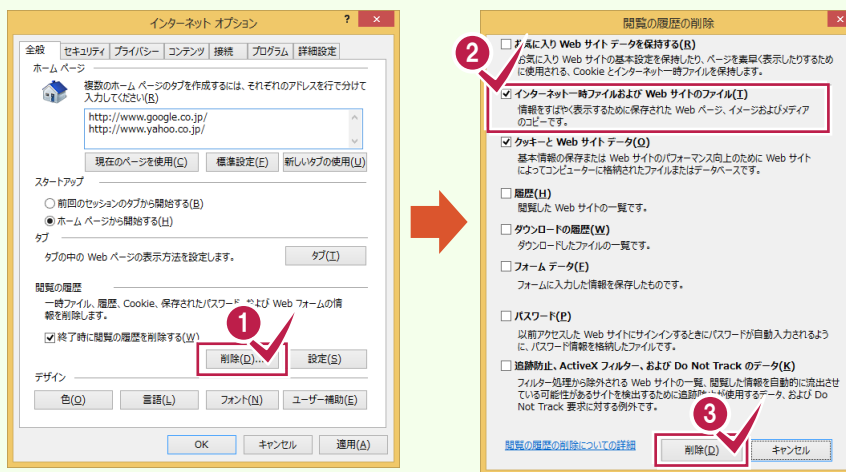 インターネット オプション
?
×
全般 セキュリティ プライバシー コンテンツ 接続 プログラム 詳細設定
ホーム ページ
複数のホーム ページのタブを作成するには、それぞれのアドレスを行で分けて
入力してください(R)
http://www.google.co.jp/
http://www.yahoo.co.jp/
現在のページを使用(C) 標準設定(F) 新しいタブの使用(U)
スタートアップ
前回のセッションのタブから開始する(B)
ホーム ページから開始する(H)
タブ
タブの中の Web ページの表示方法を設定します。 タブ(T)
閲覧の履歴
一時ファイル、履歴、Cookie、保存されたパスワード、および Web フォームの情
報を削除します。
1
終了時に閲覧の履歴を削除する(W)
削除(D)... 設定(S)
デザイン
色(O) 言語(L) フォント(N) ユーザー補助(E)
OK キャンセル 適用(A)
閲覧の履歴の削除
×
2
お気に入り Web サイト データを保持する(R)
お気に入り Web サイトの基本設定を保持したり、ページを素早く表示したりするため
に使用される、Cookie とインターネット一時ファイルを保持します。
インターネット一時ファイルおよび Web サイトのファイル(T)
情報をすばやく表示するために保存された Web ページ、イメージおよびメディア
のコピーです。
クッキーと Web サイト データ(O)
基本情報の保存または Web サイトのパフォーマンス向上のために Web サイト
によってコンピューターに格納されたファイルまたはデータベースです。
履歴(H)
閲覧した Web サイトの一覧です。
ダウンロードの履歴(W)
ダウンロードしたファイルの一覧です。
フォーム データ(F)
フォームに入力した情報を保存したものです。
パスワード(P)
以前アクセスした Web サイトにサインインするときにパスワードが自動入力されるよう
に、パスワード情報を格納したファイルです。
追跡防止、ActiveX フィルター、および Do Not Track のデータ(K)
フィルター処理から除外される Web サイトの一覧、閲覧した情報を自動的に流出させ
ている可能性があるサイトを検出するために追跡防止が使用するデータ、および Do
Not Track 要求に対する例外です。
3
閲覧の履歴の削除についての詳細 削除(D) キャンセル